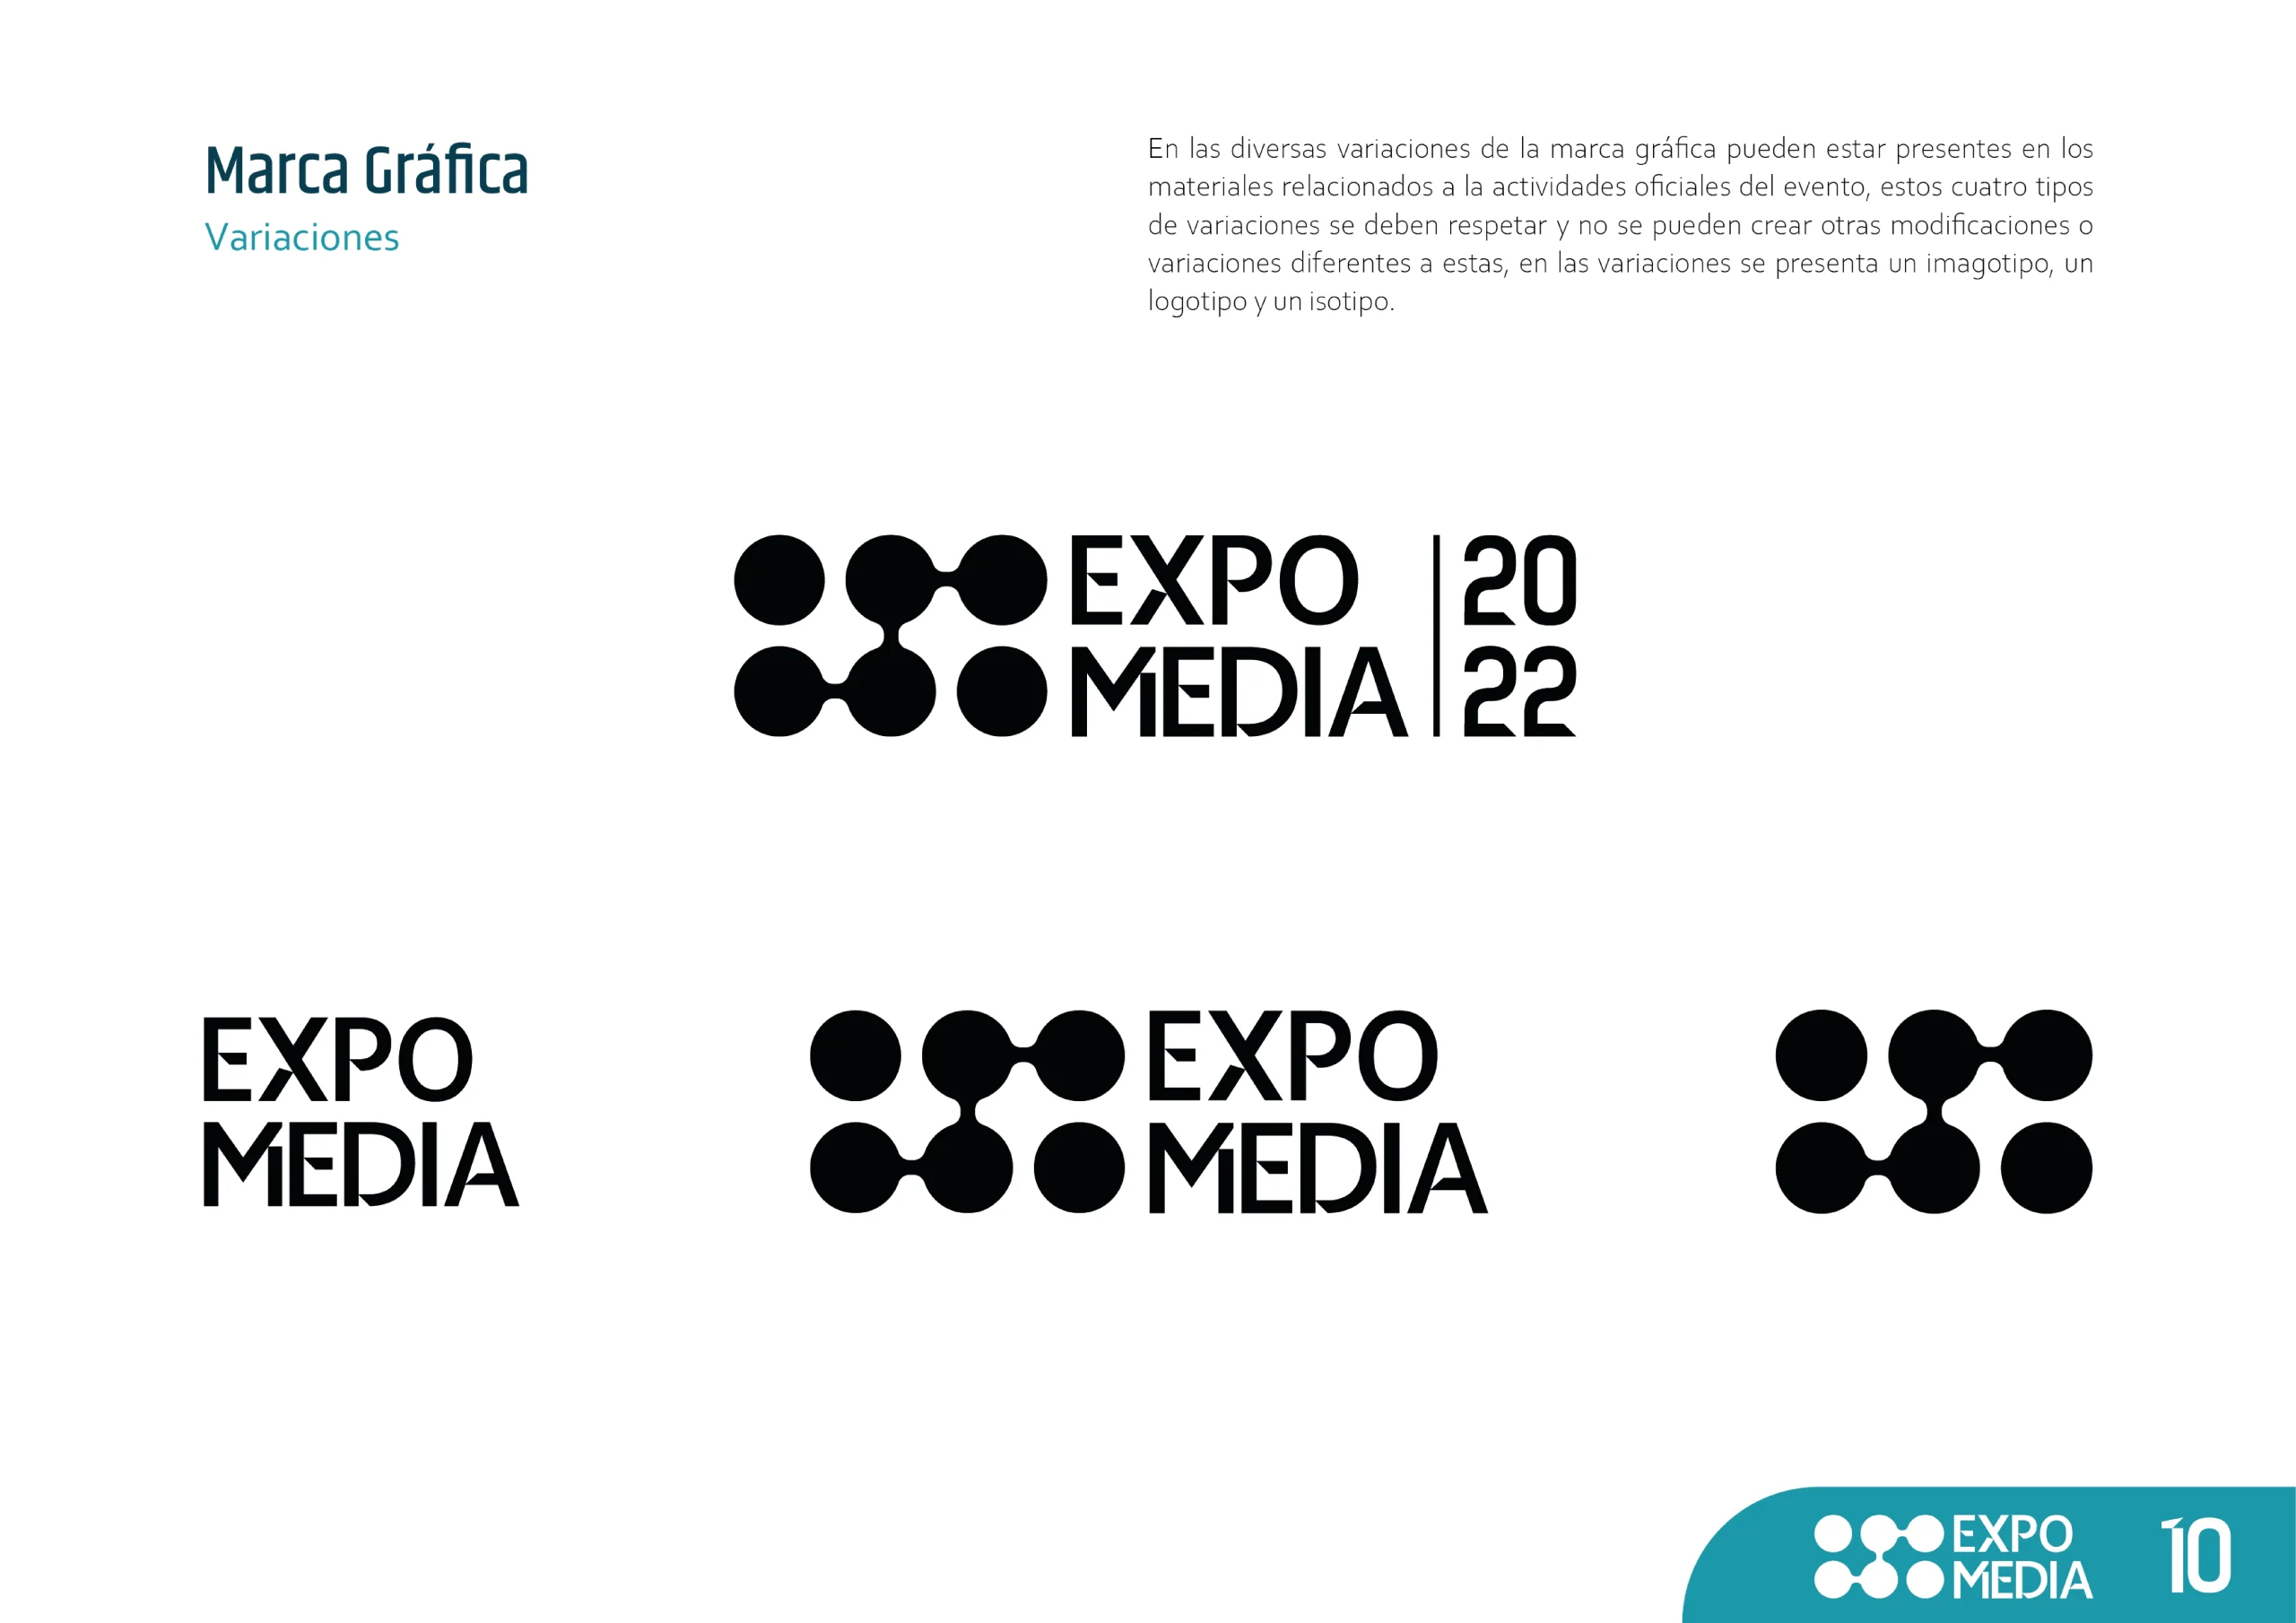 Marca Gráfica
Variaciones
En las diversas variaciones de la marca gráfica pueden estar presentes en los
materiales relacionados a la actividades oficiales del evento, estos cuatro tipos
de variaciones se deben respetar y no se pueden crear otras modificaciones o
variaciones diferentes a estas, en las variaciones se presenta un imagotipo, un
logotipo y un isotipo.
EXPO
MEDIA
20
22
EXPO
MEDIA
EXPO
MEDIA
EXPO
MEDIA
10